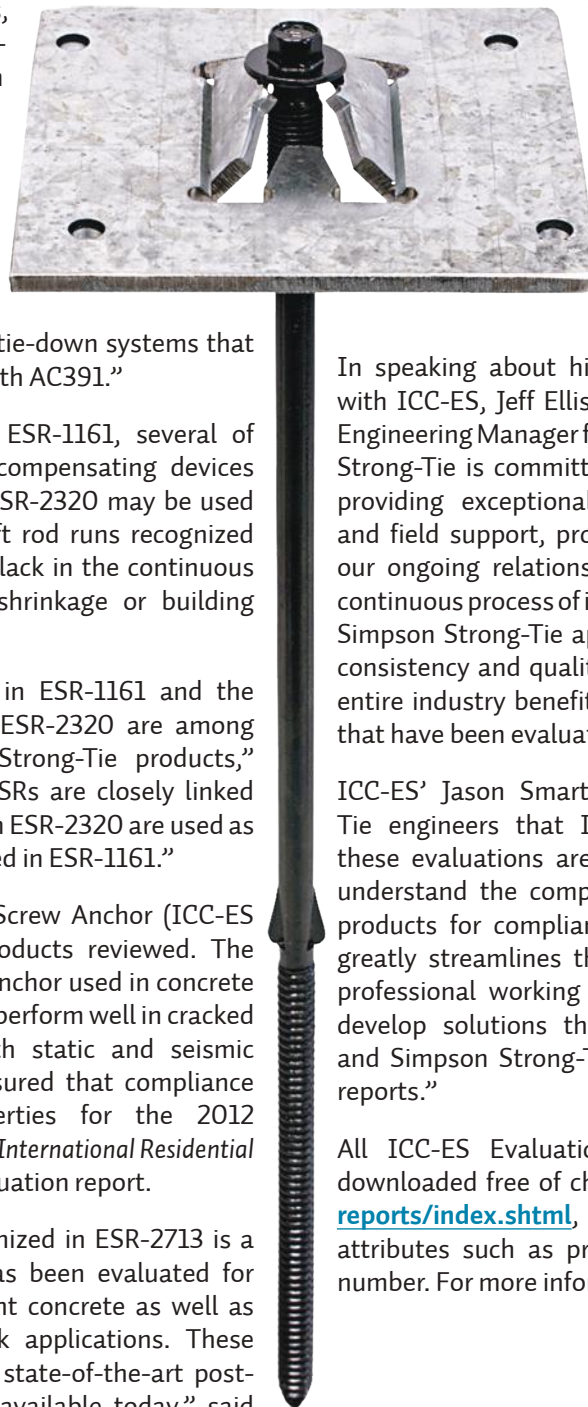 s,
-
tie-down systems that
th AC391.”
ESR-1161, several of
compensating devices
ESR-2320 may be used
ft rod runs recognized
lack in the continuous
shrinkage or building
in ESR-1161 and the
ESR-2320 are among
Strong-Tie products,”
SRs are closely linked
n ESR-2320 are used as
ed in ESR-1161.”
Screw Anchor (ICC-ES
oducts reviewed. The
nchor used in concrete
perform well in cracked
th static and seismic
sured that compliance
erties for the 2012
International Residential
uation report.
nized in ESR-2713 is a
as been evaluated for
nt concrete as well as
k applications. These
state-of-the-art post-
available today,” said
In speaking about hi
with ICC-ES, Jeff Ellis
Engineering Manager f
Strong-Tie is committ
providing exceptional
and field support, pro
our ongoing relations
continuous process of i
Simpson Strong-Tie ap
consistency and qualit
entire industry benefit
that have been evaluat
ICC-ES’ Jason Smart
Tie engineers that I
these evaluations are
understand the comp
products for complian
greatly streamlines th
professional working
develop solutions th
and Simpson Strong-T
reports.”
All ICC-ES Evaluatio
downloaded free of ch
reports/index.shtml,
attributes such as pr
number. For more info